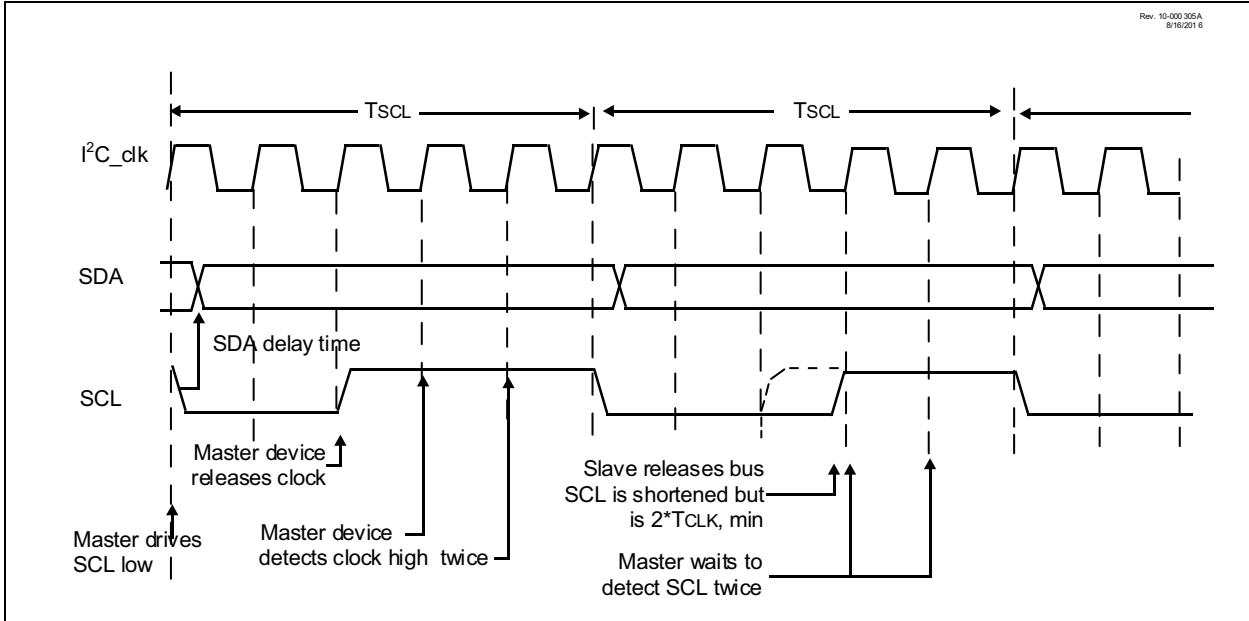 Rev. 10-000 305A
8/16/201 6
TSCL
TSCL
I²C_clk
SDA
SDA delay time
SCL
Master device
releases clock
Slave releases bus
SCL is shortened but
is 2*TCLK, min
Master drives
SCL low
Master device
detects clock high twice
Master waits to
detect SCL twice